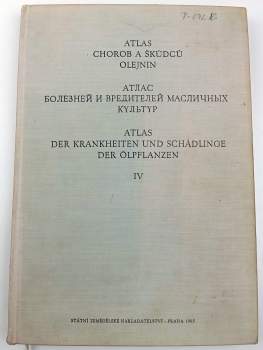 ATLAS
CHOROB A ŠKŮDCŮ
OLEJNIN
АТЛАС
БОЛЕЗНЕЙ И ВРЕДИТЕЛЕЙ МАСЛИЧНЫХ
КУЛЬТУР
ATLAS
DER KRANKHEITEN UND SCHÄDLINGE
DER ÖLPFLANZEN
IV
STÁTNÍ ZEMĚDĚLSKÉ NAKLADATELSTVÍ - PRAHA